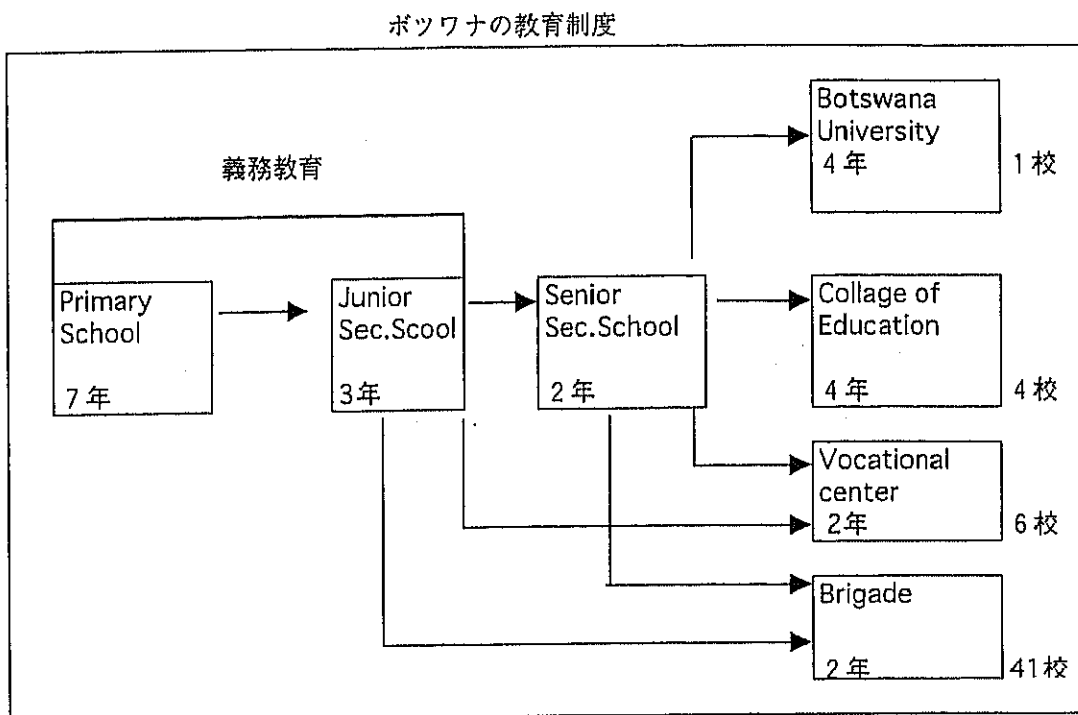 ボツワナの教育制度
義務教育
Primary
School
7年
Junior
Sec.Scool
3年
Senior
Sec.School
2年
Botswana
University
4年
1校
Collage of
Education
4年
4校
Vocational
center
2年
6校
Brigade
2年
41校